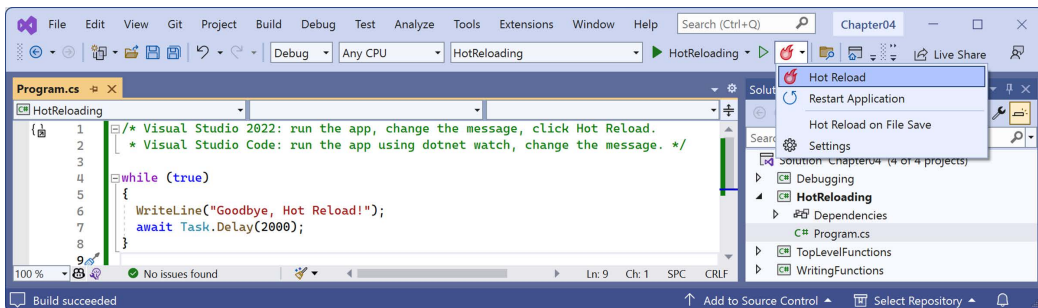 File Edit View Git Project Build Debug Test Analyze Tools Extensions Window Help Search (Ctrl+Q) Chapter04
Debug Any CPU HotReloading HotReloading Live Share
Hot Reload
Restart Application
Hot Reload on File Save
Settings
Program.cs
HotReloading
1 /* Visual Studio 2022: run the app, change the message, click Hot Reload.
2 * Visual Studio Code: run the app using dotnet watch, change the message. */
3
4 while (true)
5 {
6 WriteLine("Goodbye, Hot Reload!");
7 await Task.Delay(2000);
8 }
9
100 % No issues found Ln: 9 Ch: 1 SPC CRLF
Solution 'Chapter04' (4 of 4 projects)
Debugging
HotReloading
Dependencies
C# Program.cs
TopLevelFunctions
WritingFunctions
Build succeeded Add to Source Control Select Repository